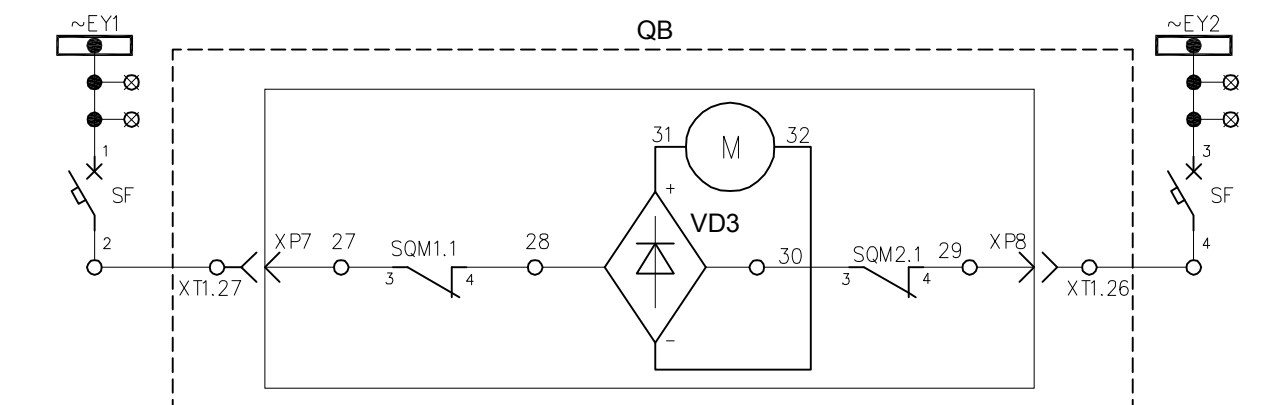 ~EY1
QB
~EY2
1
31
M
32
3
SF
+
SF
VD3
2
XP7
27
SQM1.1
28
30
SQM2.1
29
XP8
4
3
4
3
4
XT1.27
XT1.26
-